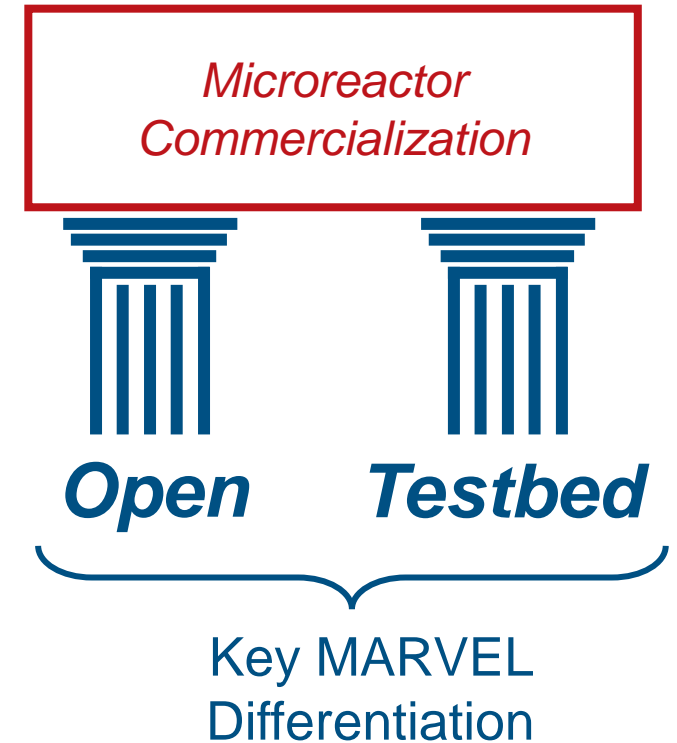 Microreactor
Commercialization
Open Testbed
Key MARVEL
Differentiation